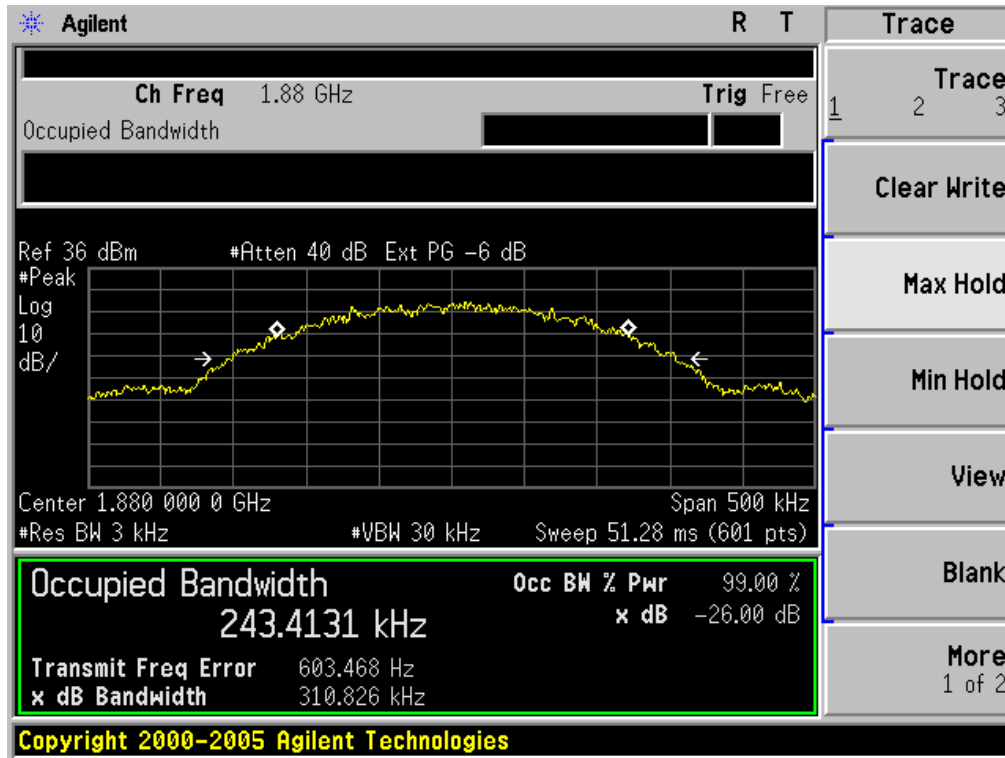 Agilent R T
Trace
Ch Freq 1.88 GHz Trig Free
Occupied Bandwidth
Trace
1 2 3
Clear Write
Max Hold
Min Hold
View
Blank
More
1 of 2
Ref 36 dBm #Atten 40 dB Ext PG -6 dB
#Peak
Log
10
dB/
Center 1.880 000 0 GHz Span 500 kHz
#Res BW 3 kHz #VBW 30 kHz Sweep 51.28 ms (601 pts)
Occupied Bandwidth Occ BW % Pwr 99.00 %
243.4131 kHz x dB -26.00 dB
Transmit Freq Error 603.468 Hz
x dB Bandwidth 310.826 kHz
Copyright 2000-2005 Agilent Technologies